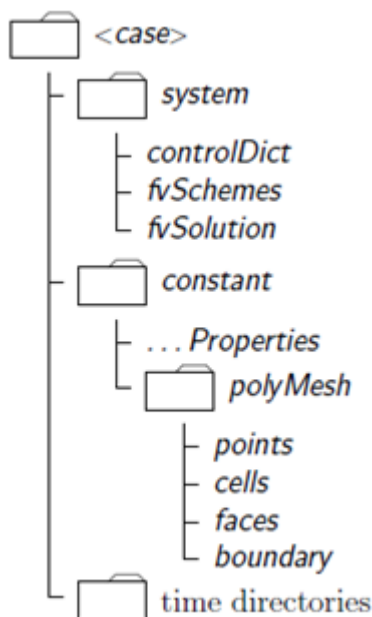 <case>
system
controlDict
fvSchemes
fvSolution
constant
. . . Properties
polyMesh
points
cells
faces
boundary
time directories